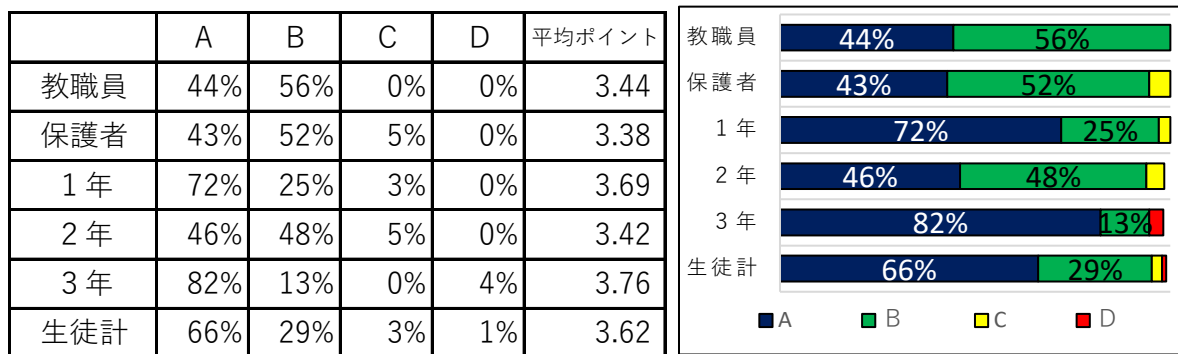 A B C D 平均ポイント
教職員 44% 56% 0% 0% 3.44
保護者 43% 52% 5% 0% 3.38
1年 72% 25% 3% 0% 3.69
2年 46% 48% 5% 0% 3.42
3年 82% 13% 0% 4% 3.76
生徒計 66% 29% 3% 1% 3.62
教職員 44% 56%
保護者 43% 52%
1年 72% 25%
2年 46% 48%
3年 82% 13%
生徒計 66% 29%
A B C D